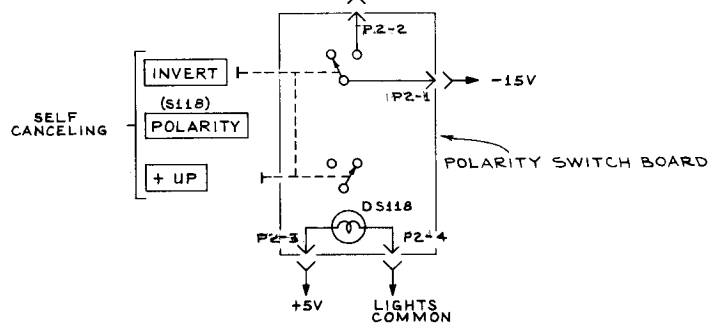 P2-2
INVERT
-15V
(S118)
P2-1
SELF
CANCELING
POLARITY
POLARITY SWITCH BOARD
+ UP
DS118
P2-3
P2-4
+5V
LIGHTS
COMMON